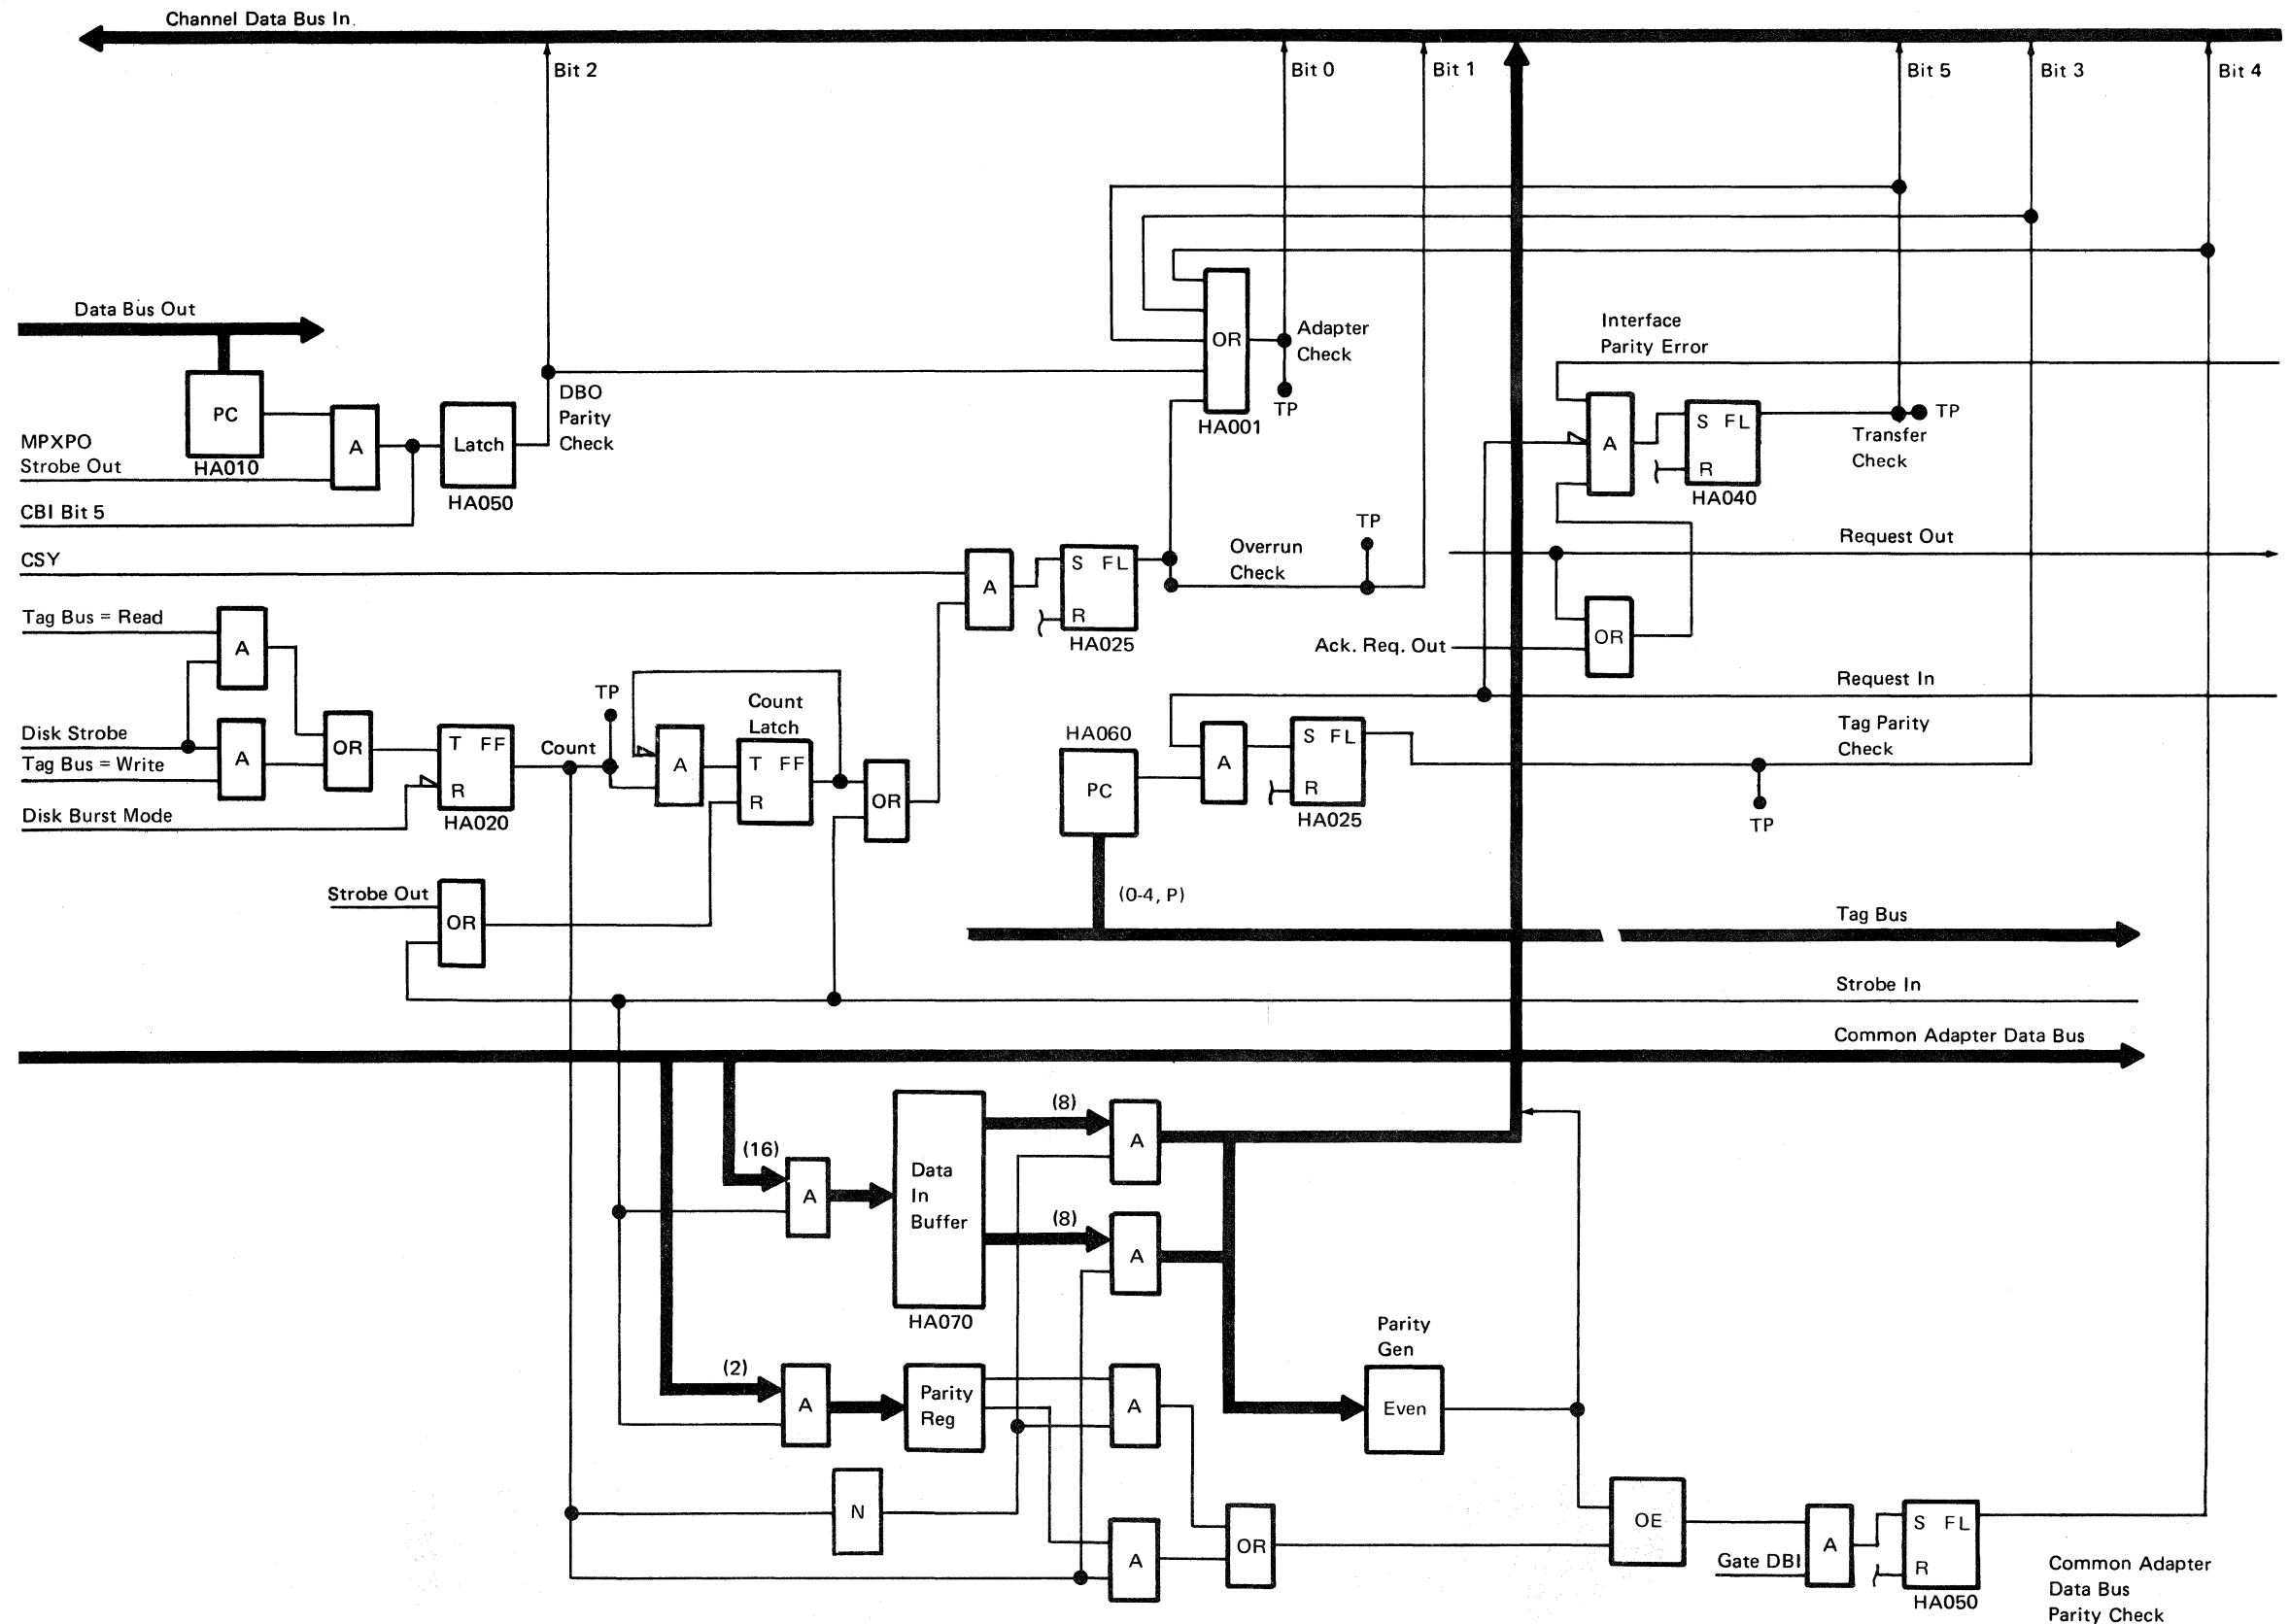 Channel Data Bus In.
Bit 2
Bit 0
Bit 1
Bit 5
Bit 3
Bit 4
Data Bus Out
PC
HA010
MPXPO
Strobe Out
A
Latch
HA050
DBO
Parity
Check
CBI Bit 5
OR
HA001
Adapter
Check
TP
Interface
Parity Error
A
S FL
R
HA040
TP
Transfer
Check
CSY
A
S FL
R
HA025
Overrun
Check
TP
Request Out
OR
Ack. Req. Out
Request In
Tag Bus = Read
A
Disk Strobe
A
Tag Bus = Write
OR
Disk Burst Mode
T FF
R
HA020
Count
TP
A
Count
Latch
T FF
R
OR
HA060
PC
A
S FL
R
HA025
Tag Parity
Check
TP
Strobe Out
OR
(0-4, P)
Tag Bus
Strobe In
Common Adapter Data Bus
(16)
A
Data
In
Buffer
HA070
(8)
A
(8)
A
(2)
A
Parity
Reg
A
Parity
Gen
Even
N
A
OR
OE
Gate DBI
A
S FL
R
HA050
Common Adapter
Data Bus
Parity Check